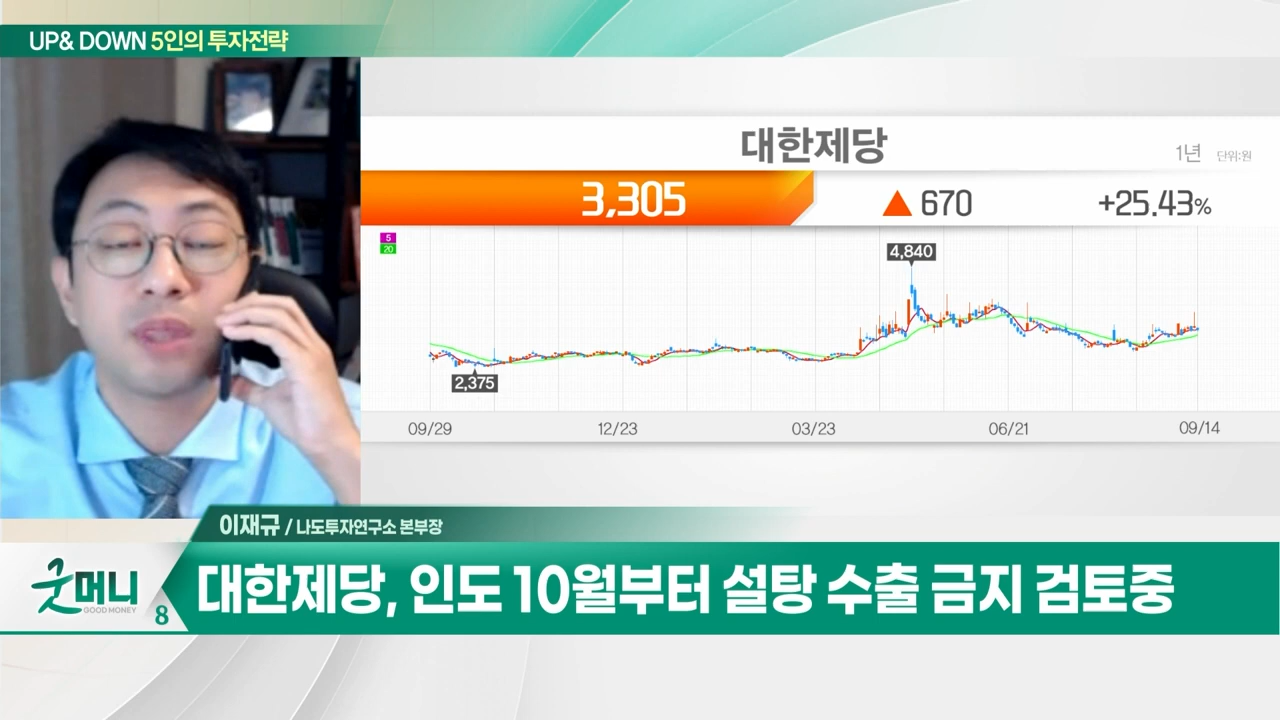 UP& DOWN 5인의 투자전략
대한제당
1년 단위:원
3,305 ▲ 670 +25.43%
5
20
4,840
2,375
09/29 12/23 03/23 06/21 09/14
이재규 / 나도투자연구소 본부장
굿머니
GOOD MONEY
8
대한제당, 인도 10월부터 설탕 수출 금지 검토중